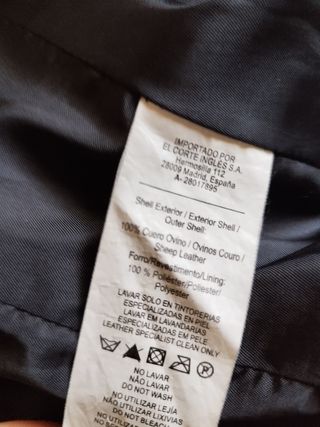 IMPORTADO POR
EL CORTE INGLÉS S.A.
Hermosilla 112
28009 Madrid, España
A- 28017895
Shell Exterior / Exterior Shell /
Outer Shell:
100% Cuero Ovino / Ovinos Couro /
Sheep Leather
Forro/Revestimento/Lining:
100 % Poliéster/Poliester/
Polyester
LAVAR SOLO EN TINTORERIAS
ESPECIALIZADAS EN PIEL
LAVAR EM LAVANDARIAS
ESPECIALIZADAS EM PELE
LEATHER SPECIALIST CLEAN ONLY
NO LAVAR
NÃO LAVAR
DO NOT WASH
NO UTILIZAR LEJÍA
NÃO UTILIZAR LIXIVIAS
DO NOT BLEACH